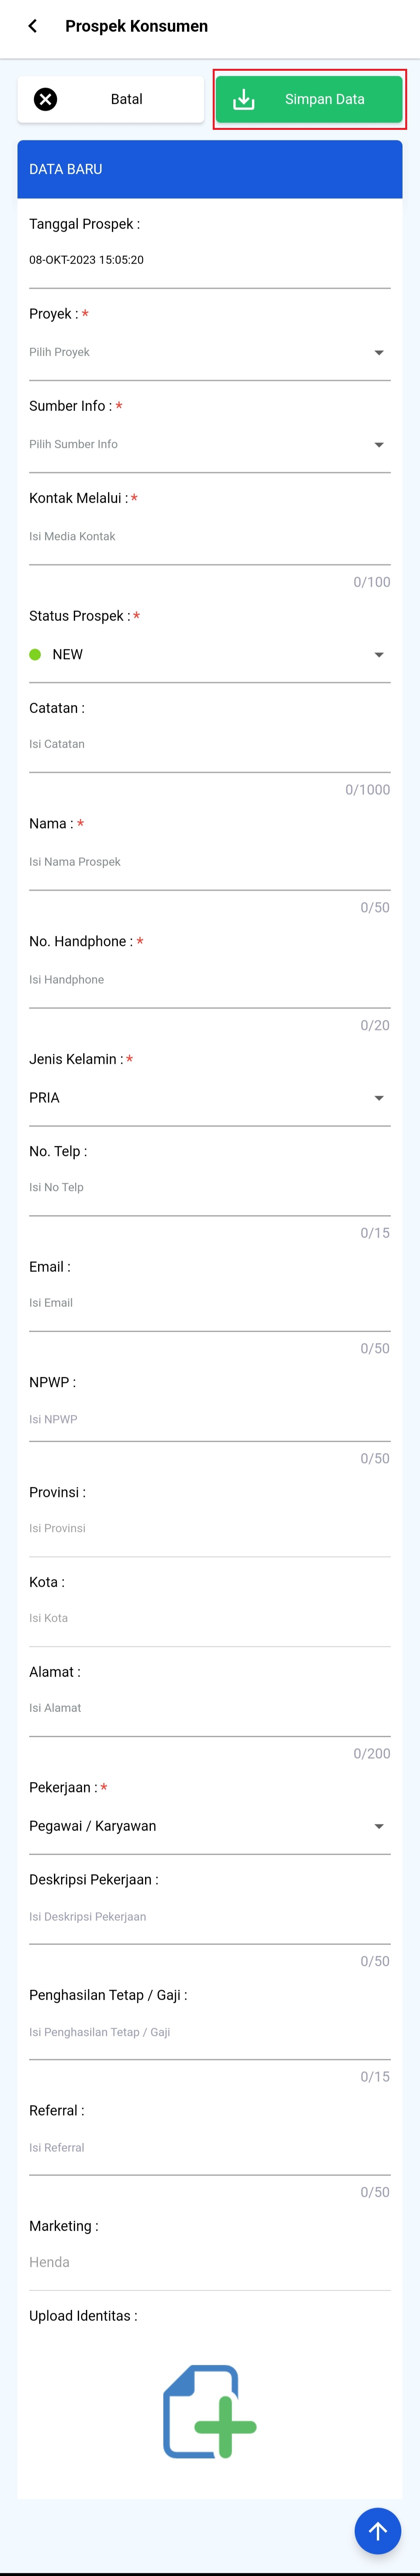 Prospek Konsumen
Batal
Simpan Data
DATA BARU
Tanggal Prospek :
08-OKT-2023 15:05:20
Proyek : *
Pilih Proyek
Sumber Info : *
Pilih Sumber Info
Kontak Melalui : *
Isi Media Kontak
0/100
Status Prospek : *
NEW
Catatan :
Isi Catatan
0/1000
Nama : *
Isi Nama Prospek
0/50
No. Handphone : *
Isi Handphone
0/20
Jenis Kelamin : *
PRIA
No. Telp :
Isi No Telp
0/15
Email :
Isi Email
0/50
NPWP :
Isi NPWP
0/50
Provinsi :
Isi Provinsi
Kota :
Isi Kota
Alamat :
Isi Alamat
0/200
Pekerjaan : *
Pegawai / Karyawan
Deskripsi Pekerjaan :
Isi Deskripsi Pekerjaan
0/50
Penghasilan Tetap / Gaji :
Isi Penghasilan Tetap / Gaji
0/15
Referral :
Isi Referral
0/50
Marketing :
Henda
Upload Identitas :